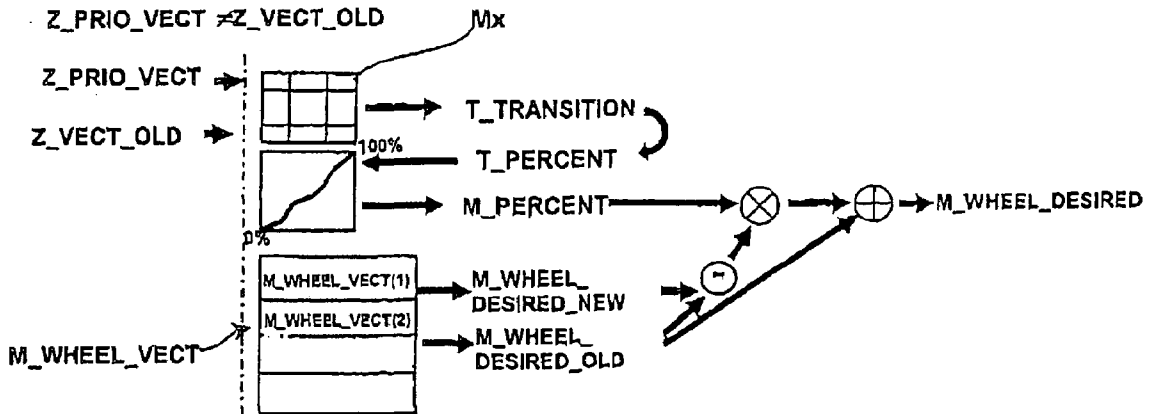 Z_PRIO_VECT ≠Z_VECT_OLD
Mx
Z_PRIO_VECT
Z_VECT_OLD
T_TRANSITION
100%
T_PERCENT
M_PERCENT
M_WHEEL_DESIRED
0%
M_WHEEL_VECT(1)
M_WHEEL_
DESIRED_NEW
M_WHEEL_VECT(2)
M_WHEEL_
DESIRED_OLD
M_WHEEL_VECT